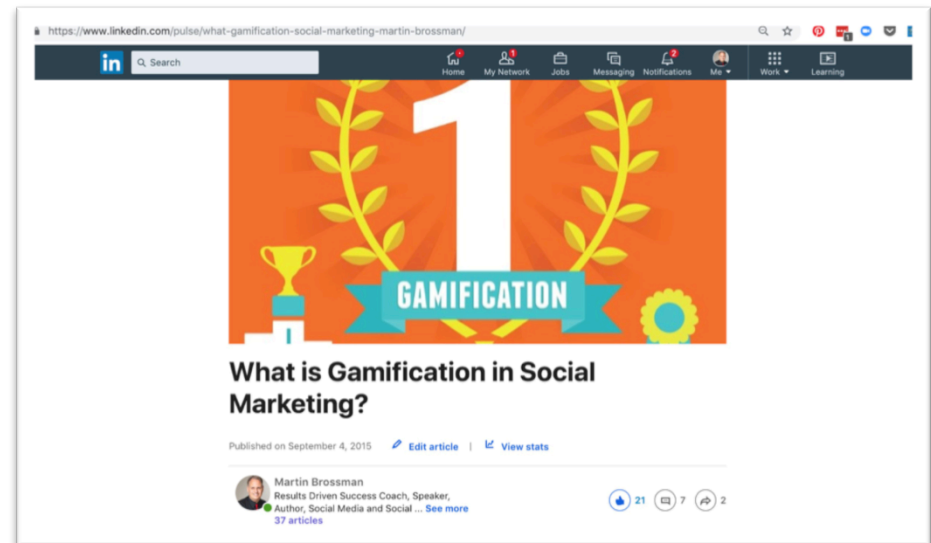 https://www.linkedin.com/pulse/what-gamification-social-marketing-martin-brossman/
in Search Home My Network Jobs Messaging Notifications Me Work Learning
1
GAMIFICATION
1
What is Gamification in Social
Marketing?
Published on September 4, 2015 Edit article | View stats
Martin Brossman
Results Driven Success Coach, Speaker,
Author, Social Media and Social ... See more
37 articles
21 7 2